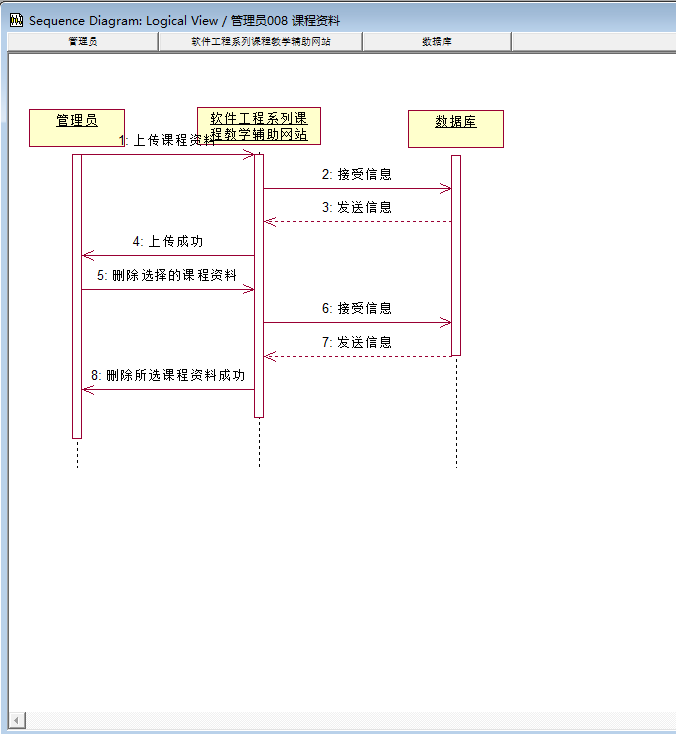 Sequence Diagram: Logical View / 管理员008 课程资料
管理员
软件工程系列课程教学辅助网站
数据库
管理员
软件工程系列课
程教学辅助网站
数据库
1: 上传课程资料
2: 接受信息
3: 发送信息
4: 上传成功
5: 删除选择的课程资料
6: 接受信息
7: 发送信息
8: 删除所选课程资料成功